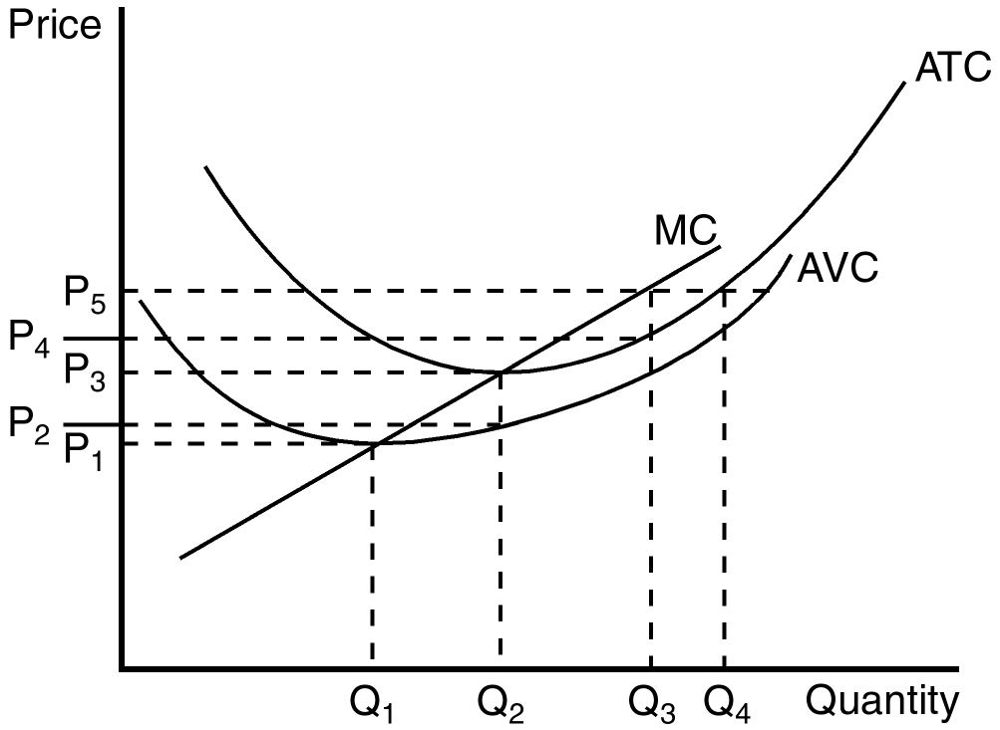 Price
ATC
MC
AVC
P5
P4
P3
P2
P1
Q1 Q2 Q3 Q4 Quantity